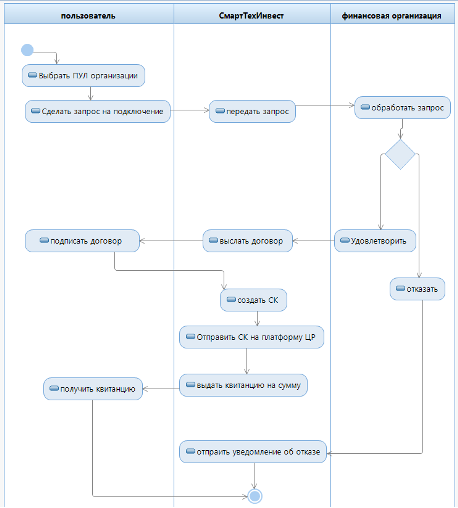 пользователь
СмартТехИнвест
финансовая организация
Выбрать ПУЛ организации
Сделать запрос на подключение
передать запрос
обработать запрос
подписать договор
выслать договор
Удовлетворить
отказать
создать СК
Отправить СК на платформу ЦР
получить квитанцию
выдать квитанцию на сумму
отпраить уведомление об отказе